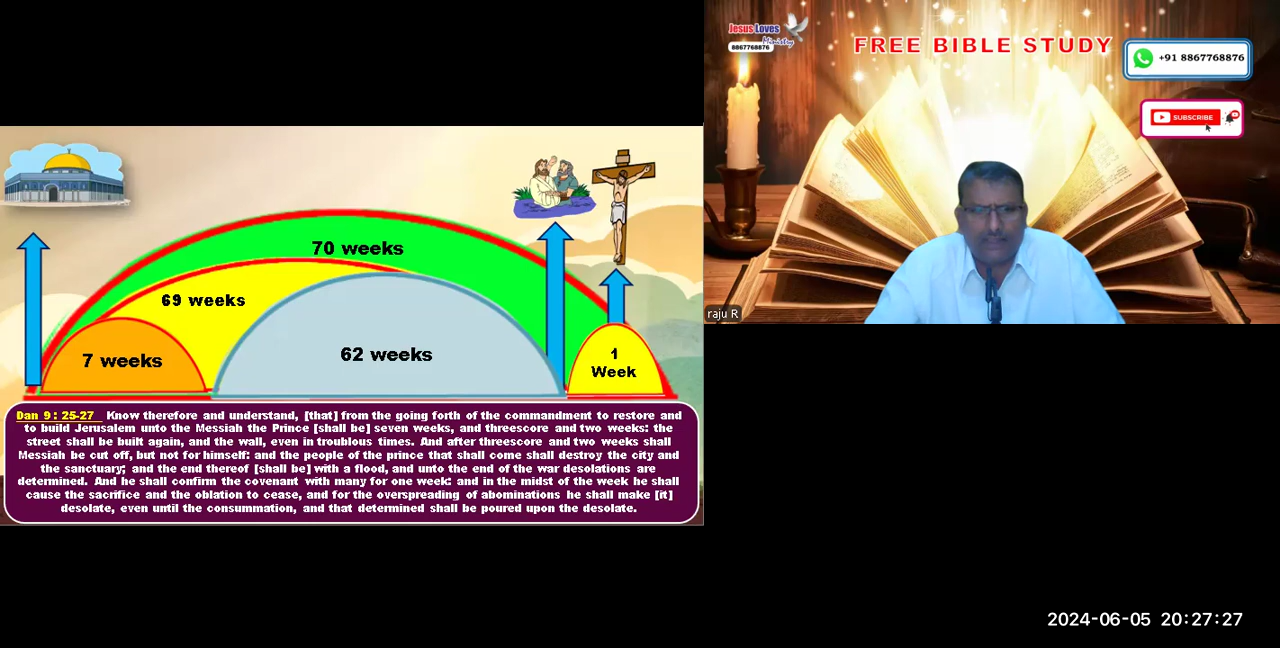 70 weeks
69 weeks
7 weeks
62 weeks
1
Week
Dan 9 : 25-27 Know therefore and understand, [that] from the going forth of the commandment to restore and
to build Jerusalem unto the Messiah the Prince [shall be] seven weeks, and threescore and two weeks: the
street shall be built again, and the wall, even in troublous times. And after threescore and two weeks shall
Messiah be cut off, but not for himself: and the people of the prince that shall come shall destroy the city and
the sanctuary; and the end thereof [shall be] with a flood, and unto the end of the war desolations are
determined. And he shall confirm the covenant with many for one week: and in the midst of the week he shall
cause the sacrifice and the oblation to cease, and for the overspreading of abominations he shall make [it]
desolate, even until the consummation, and that determined shall be poured upon the desolate.
Jesus Loves
Ministry
8867768876
FREE BIBLE STUDY
+91 8867768876
SUBSCRIBE
raju R
2024-06-05 20:27:27